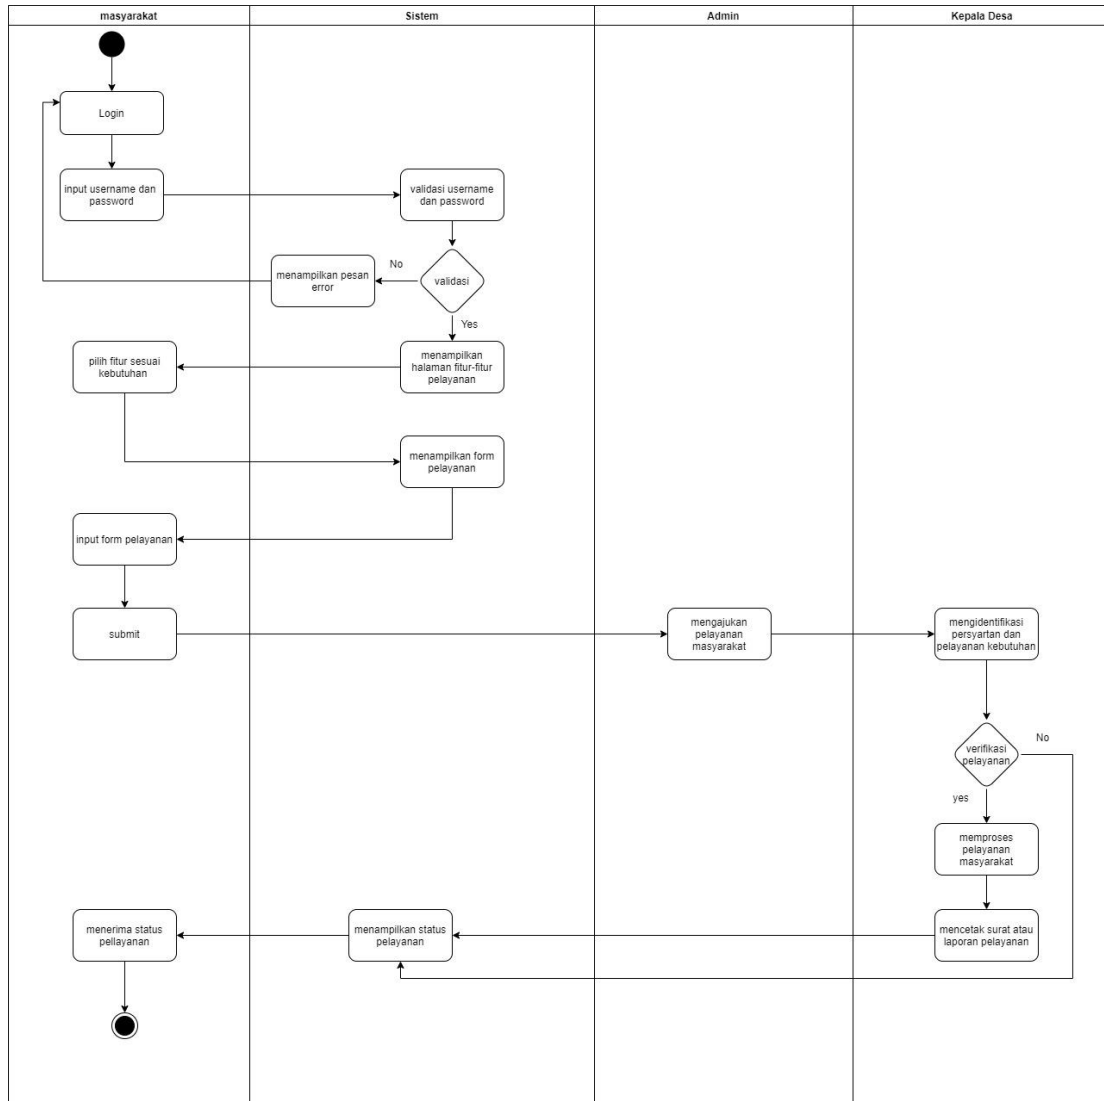 masyarakat
Sistem
Admin
Kepala Desa
Login
input username dan
password
validasi username
dan password
menampilkan pesan
error
No
validasi
Yes
pilih fitur sesuai
kebutuhan
menampilkan
halaman fitur-fitur
pelayanan
menampilkan form
pelayanan
input form pelayanan
submit
mengajukan
pelayanan
masyarakat
mengidentifikasi
persyartan dan
pelayanan kebutuhan
verifikasi
pelayanan
No
yes
memproses
pelayanan
masyarakat
menerima status
pellayanan
menampilkan status
pelayanan
mencetak surat atau
laporan pelayanan